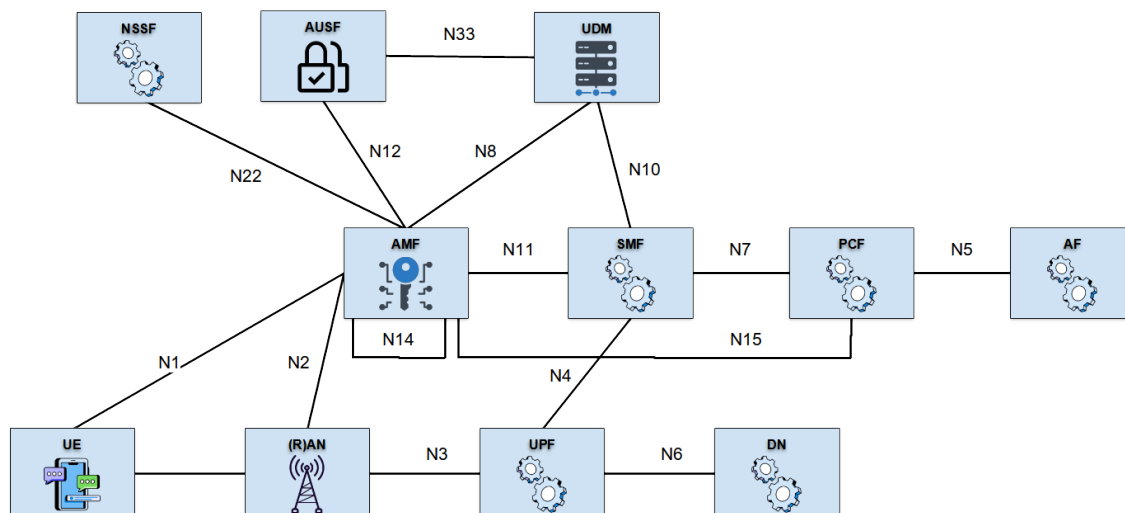 NSSF
AUSF
N33
UDM
N12
N8
N22
N10
AMF
N11
SMF
N7
PCF
N5
AF
N14
N15
N1
N2
N4
UE
(R)AN
N3
UPF
N6
DN